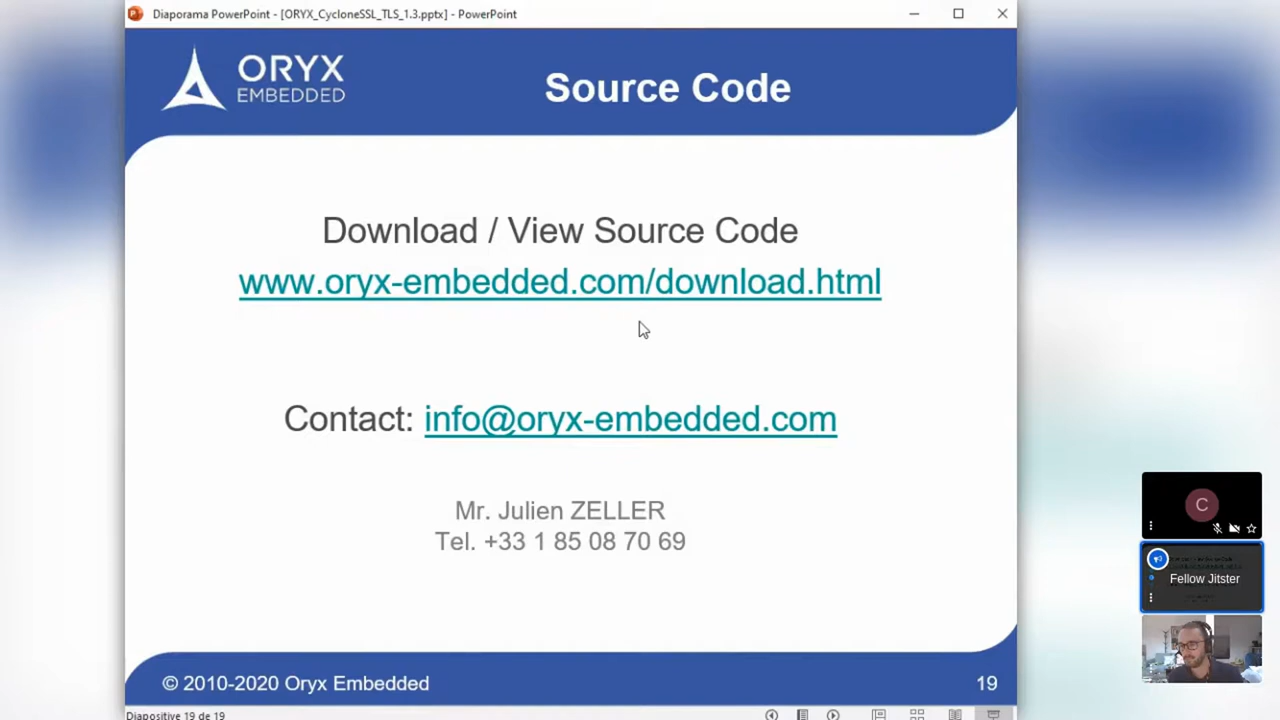 Diaporama PowerPoint - [ORYX_CycloneSSL_TLS_1.3.pptx] - PowerPoint
ORYX
EMBEDDED
Source Code
Download / View Source Code
www.oryx-embedded.com/download.html
Contact: info@oryx-embedded.com
Mr. Julien ZELLER
Tel. +33 1 85 08 70 69
C
Fellow Jitster
© 2010-2020 Oryx Embedded
19
Diapositive 19 de 19